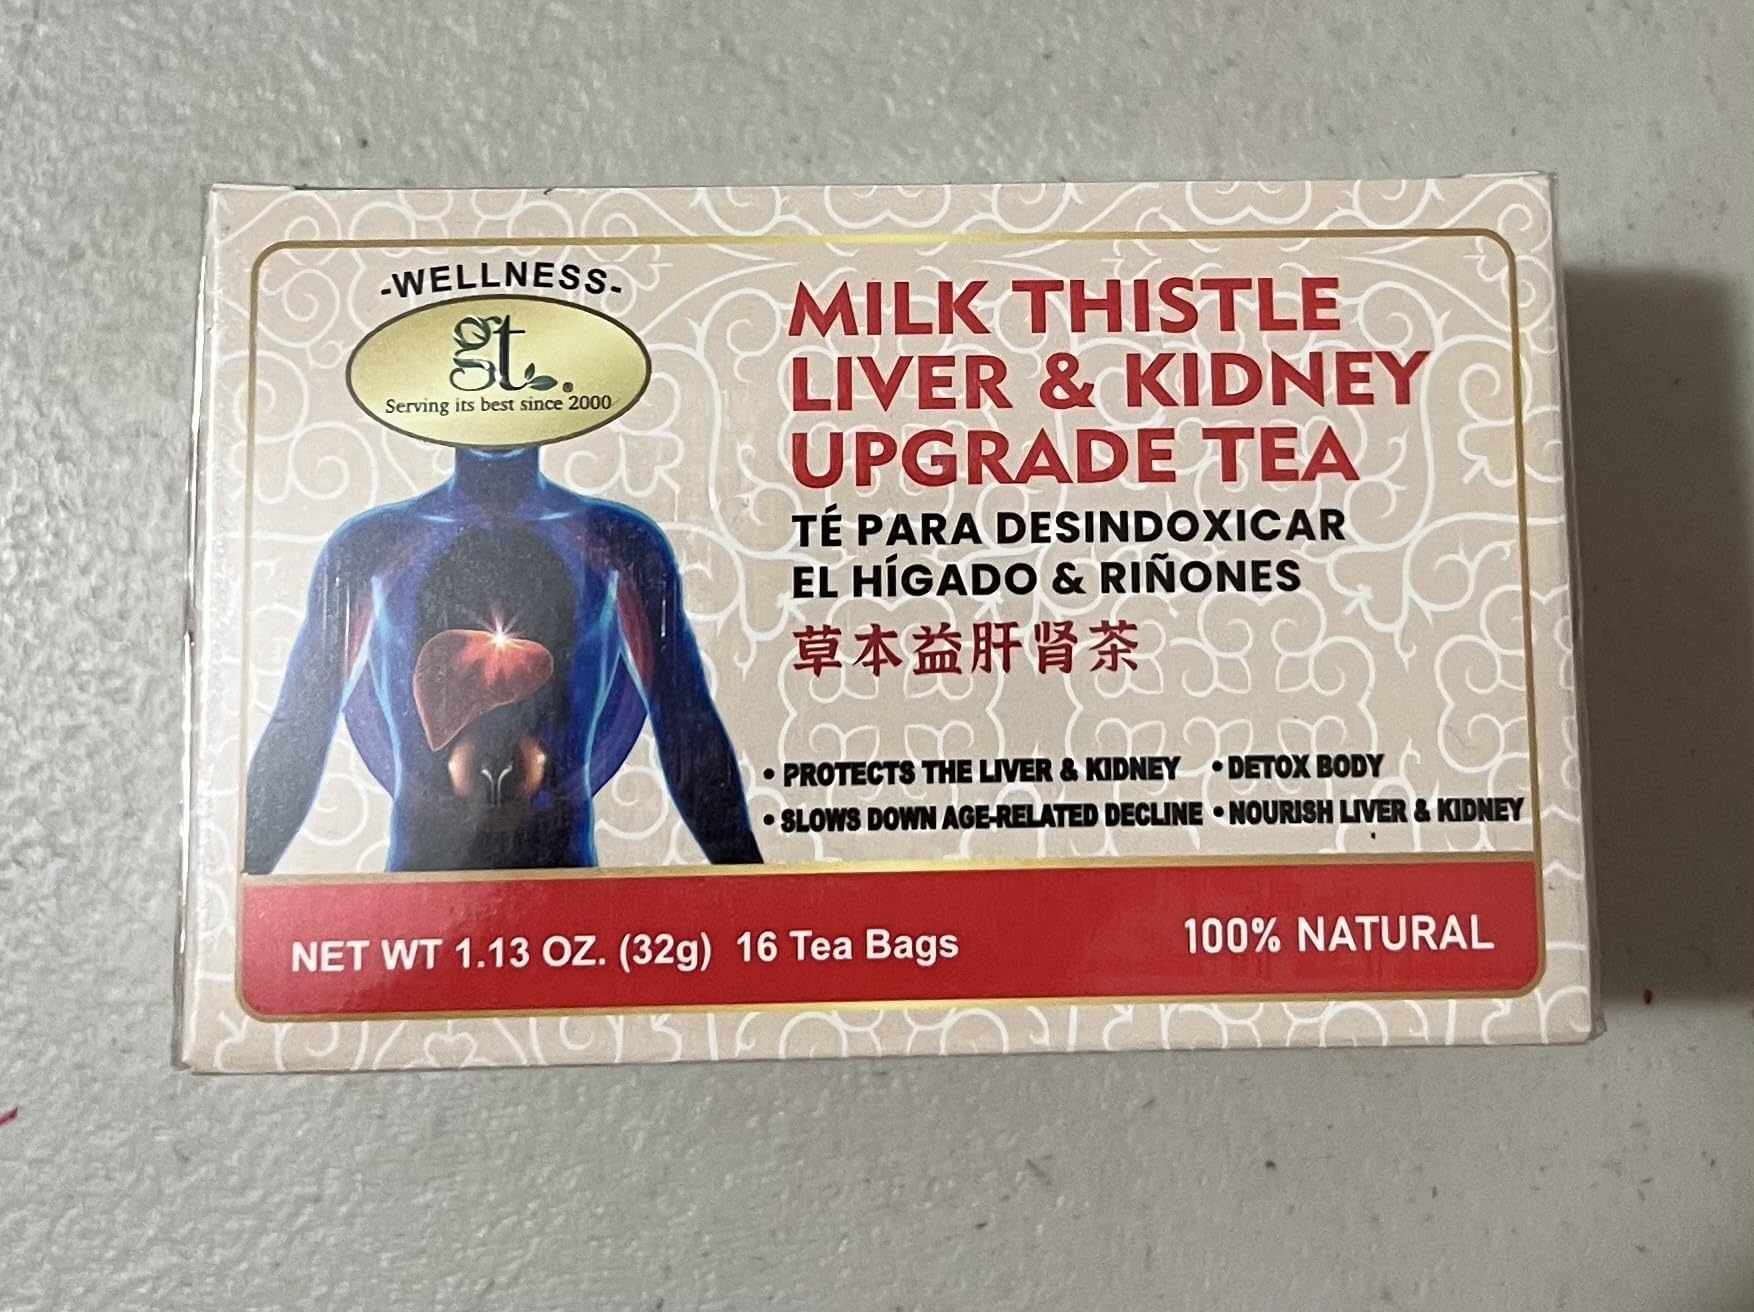 -WELLNESS-
gt
Serving its best since 2000
MILK THISTLE
LIVER & KIDNEY
UPGRADE TEA
TÉ PARA DESINDOXICAR
EL HÍGADO & RIÑONES
草本益肝肾茶
• PROTECTS THE LIVER & KIDNEY • DETOX BODY
• SLOWS DOWN AGE-RELATED DECLINE • NOURISH LIVER & KIDNEY
NET WT 1.13 OZ. (32g) 16 Tea Bags 100% NATURAL